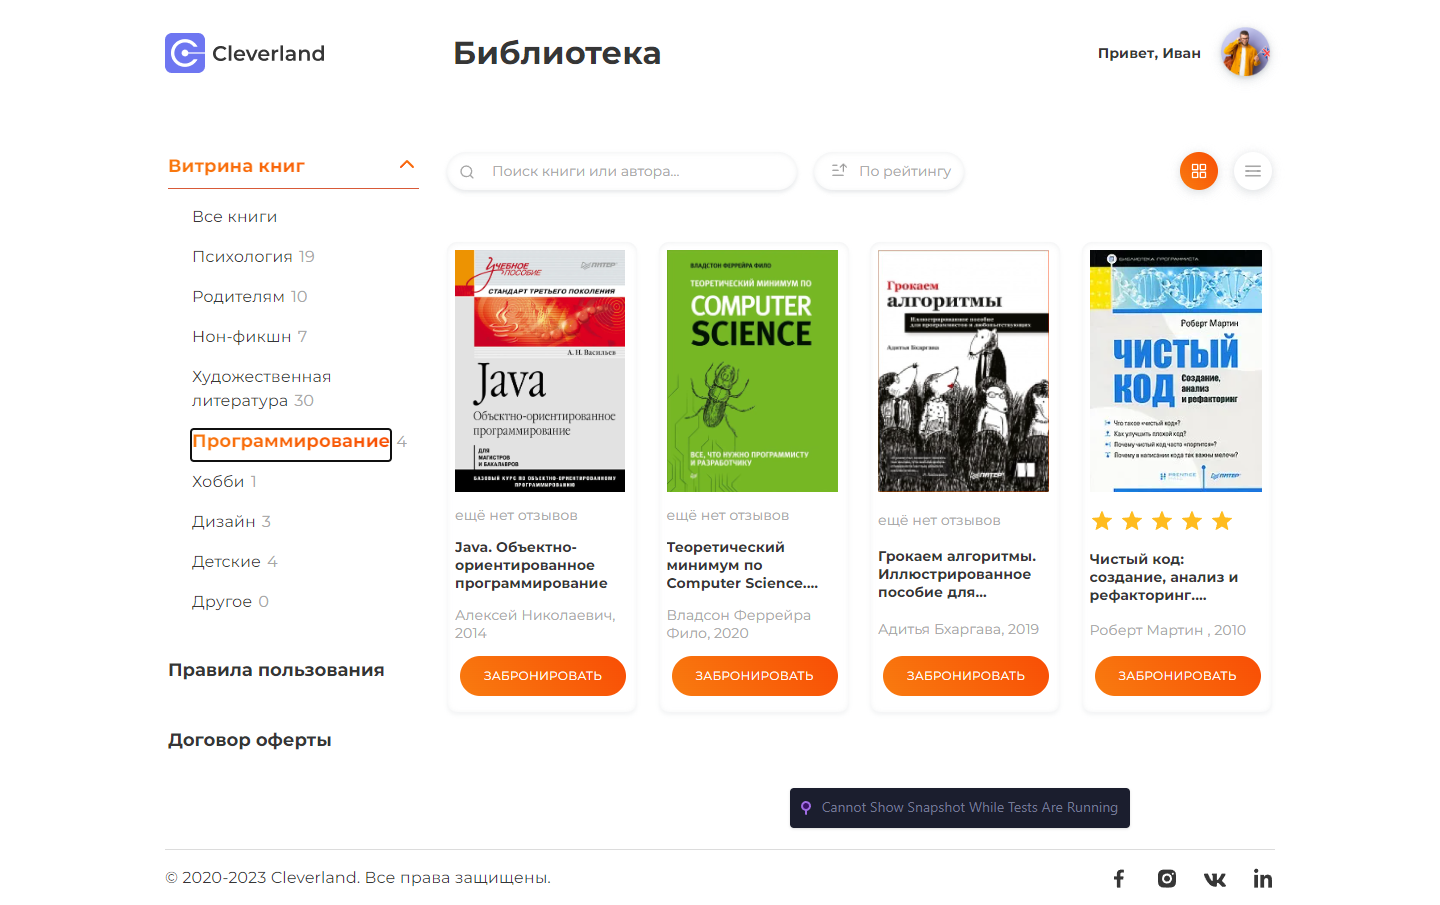 Cleverland
Библиотека
Привет, Иван
Витрина книг
Все книги
Психология 19
Родителям 10
Нон-фикшн 7
Художественная
литература 30
Программирование 4
Хобби 1
Дизайн 3
Детские 4
Другое 0
Правила пользования
Договор оферты
Поиск книги или автора...
По рейтингу
УЧЕБНОЕ
ПОСОБИЕ
ПИТЕР
СТАНДАРТ ТРЕТЬЕГО ПОКОЛЕНИЯ
А. Н. Васильев
Java
Объектно-ориентированное
программирование
ДЛЯ
МАГИСТРОВ
И БАКАЛАВРОВ
БАЗОВЫЙ КУРС ПО ОБЪЕКТНО-ОРИЕНТИРОВАННОМУ
ПРОГРАММИРОВАНИЮ
ещё нет отзывов
Java. Объектно-
ориентированное
программирование
Алексей Николаевич,
2014
ЗАБРОНИРОВАТЬ
ВЛАДСТОН ФЕРРЕЙРА ФИЛО
ТЕОРЕТИЧЕСКИЙ МИНИМУМ ПО
COMPUTER
SCIENCE
ВСЕ, ЧТО НУЖНО ПРОГРАММИСТУ
И РАЗРАБОТЧИКУ
ещё нет отзывов
Теоретический
минимум по
Computer Science....
Владсон Феррейра
Фило, 2020
ЗАБРОНИРОВАТЬ
Грокаем
алгоритмы
Иллюстрированное пособие
для программистов и любопытствующих
Адитья Бхаргава
ПИТЕР
ещё нет отзывов
Грокаем алгоритмы.
Иллюстрированное
пособие для...
Адитья Бхаргава, 2019
ЗАБРОНИРОВАТЬ
БИБЛИОТЕКА ПРОГРАММИСТА
Роберт Мартин
ЧИСТЫЙ
КОД
Создание,
анализ
и рефакторинг
Что такое «чистый код»?
Как улучшить плохой код?
Почему чистый код часто «портится»?
Почему в написании кода так важны мелочи?
PRENTICE
ПИТЕР
Чистый код:
создание, анализ и
рефакторинг....
Роберт Мартин , 2010
ЗАБРОНИРОВАТЬ
Cannot Show Snapshot While Tests Are Running
© 2020-2023 Cleverland. Все права защищены.